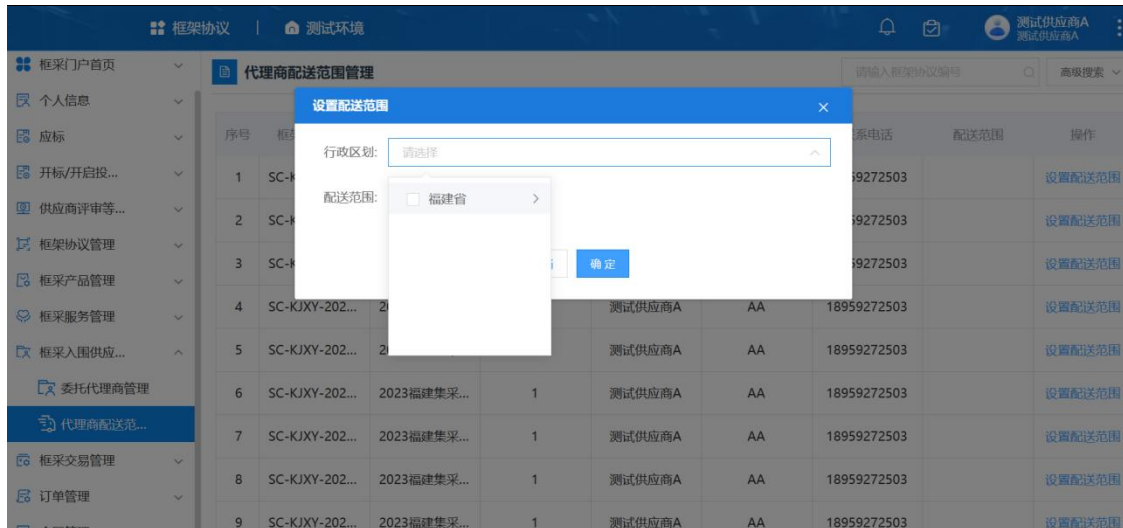 框架协议 | 测试环境
测试供应商A
测试供应商A
框采门户首页
个人信息
应标
开标/开启投...
供应商评审等...
框架协议管理
框采产品管理
框采服务管理
框采入围供应...
委托代理商管理
代理商配送范...
框采交易管理
订单管理
代理商配送范围管理
请输入框架协议编号
高级搜索
设置配送范围
行政区划: 请选择
配送范围:
福建省
确定
序号 配送范围 操作
1 设置配送范围
2 设置配送范围
3 设置配送范围
4 SC-KJXY-202... 测试供应商A AA 18959272503 设置配送范围
5 SC-KJXY-202... 测试供应商A AA 18959272503 设置配送范围
6 SC-KJXY-202... 2023福建集采... 1 测试供应商A AA 18959272503 设置配送范围
7 SC-KJXY-202... 2023福建集采... 1 测试供应商A AA 18959272503 设置配送范围
8 SC-KJXY-202... 2023福建集采... 1 测试供应商A AA 18959272503 设置配送范围
9 SC-KJXY-202... 2023福建集采... 1 测试供应商A AA 18959272503 设置配送范围